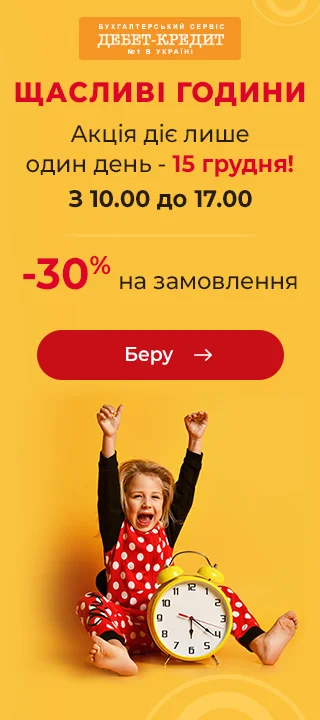 БУХГАЛТЕРСЬКИЙ СЕРВІС
ДЕБЕТ-КРЕДИТ
№1 В УКРАЇНІ
ЩАСЛИВІ ГОДИНИ
Акція діє лише
один день - 15 грудня!
З 10.00 до 17.00
-30% на замовлення
Беру →
12
1
2
3
4
5
6
7
8
9
10
11